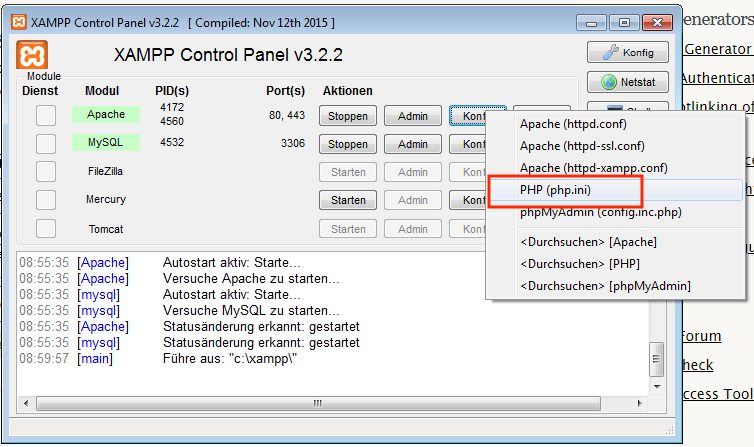 XAMPP Control Panel v3.2.2 [ Compiled: Nov 12th 2015 ]
XAMPP Control Panel v3.2.2
Konfig
Module
Dienst Modul PID(s) Port(s) Aktionen
Netstat
Apache 4172 4560 80, 443 Stoppen Admin Konf
MySQL 4532 3306 Stoppen Admin Konf
FileZilla Starten Admin Konf
Mercury Starten Admin Konf
Tomcat Starten Admin Konf
Apache (httpd.conf)
Apache (httpd-ssl.conf)
Apache (httpd-xampp.conf)
PHP (php.ini)
phpMyAdmin (config.inc.php)
<Durchsuchen> [Apache]
<Durchsuchen> [PHP]
<Durchsuchen> [phpMyAdmin]
08:55:35 [Apache] Autostart aktiv: Starte...
08:55:35 [Apache] Versuche Apache zu starten...
08:55:35 [mysql] Autostart aktiv: Starte...
08:55:35 [mysql] Versuche MySQL zu starten...
08:55:35 [Apache] Statusänderung erkannt: gestartet
08:55:35 [mysql] Statusänderung erkannt: gestartet
08:59:57 [main] Führe aus: "c:\xampp\"
enerators
Generator
Authenticat
ntlinking of
Forum
heck
ccess Tool